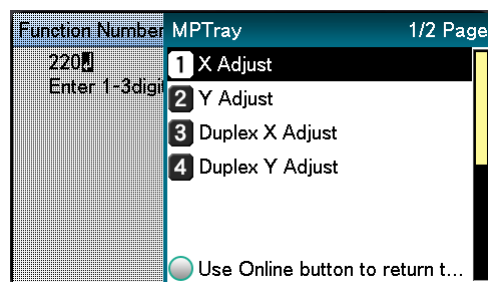 Function Number
220
Enter 1-3digit
MPTray 1/2 Page
1 X Adjust
2 Y Adjust
3 Duplex X Adjust
4 Duplex Y Adjust
Use Online button to return t...